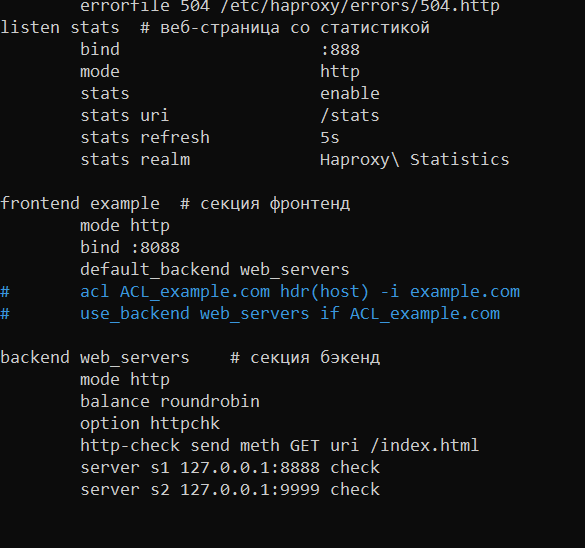 errorfile 504 /etc/haproxy/errors/504.http
listen stats  # веб-страница со статистикой
        bind                    :888
        mode                    http
        stats                   enable
        stats uri               /stats
        stats refresh           5s
        stats realm             Haproxy\ Statistics
frontend example  # секция фронтенд
        mode http
        bind :8088
        default_backend web_servers
#       acl ACL_example.com hdr(host) -i example.com
#       use_backend web_servers if ACL_example.com
backend web_servers    # секция бэкенд
        mode http
        balance roundrobin
        option httpchk
        http-check send meth GET uri /index.html
        server s1 127.0.0.1:8888 check
        server s2 127.0.0.1:9999 check